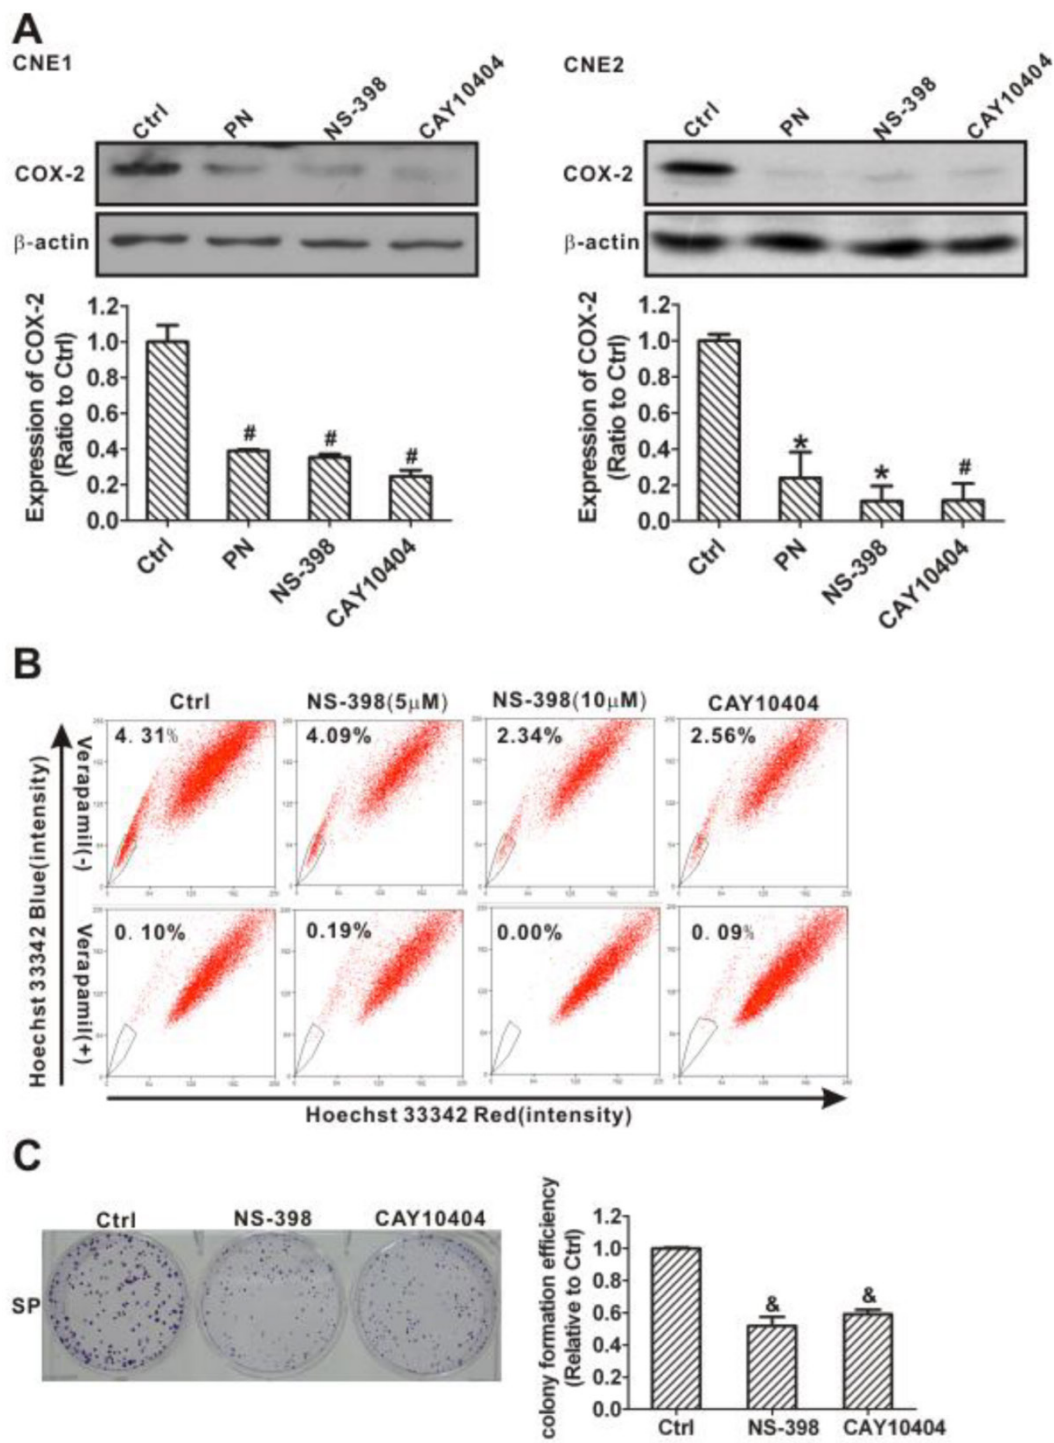 A
CNE1
Ctrl PN NS-398 CAY10404
COX-2
β-actin
Expression of COX-2
(Ratio to Ctrl)
1.2
1.0
0.8
0.6
0.4
0.2
0.0
# # #
Ctrl PN NS-398 CAY10404
CNE2
Ctrl PN NS-398 CAY10404
COX-2
β-actin
Expression of COX-2
(Ratio to Ctrl)
1.2
1.0
0.8
0.6
0.4
0.2
0.0
* * #
Ctrl PN NS-398 CAY10404
B
Ctrl NS-398(5μM) NS-398(10μM) CAY10404
Hoechst 33342 Blue(intensity)
Verapamil(-)
4.31% 4.09% 2.34% 2.56%
Verapamil(+)
0.10% 0.19% 0.00% 0.09%
Hoechst 33342 Red(intensity)
C
Ctrl NS-398 CAY10404
SP
colony formation efficiency
(Relative to Ctrl)
1.2
1.0
0.8
0.6
0.4
0.2
0.0
& &
Ctrl NS-398 CAY10404